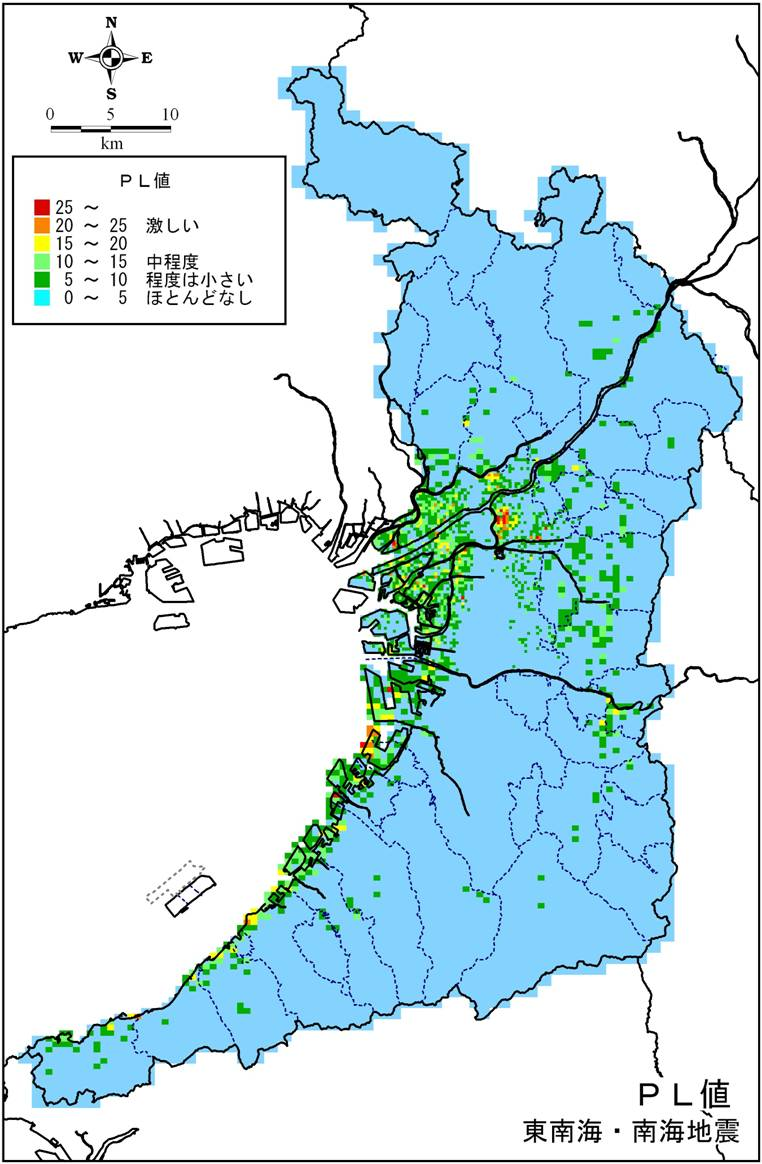 N
W E
S
0 5 10
km
PL値
25 ～
20 ～ 25 激しい
15 ～ 20
10 ～ 15 中程度
5 ～ 10 程度は小さい
0 ～ 5 ほとんどなし
PL値
東南海・南海地震